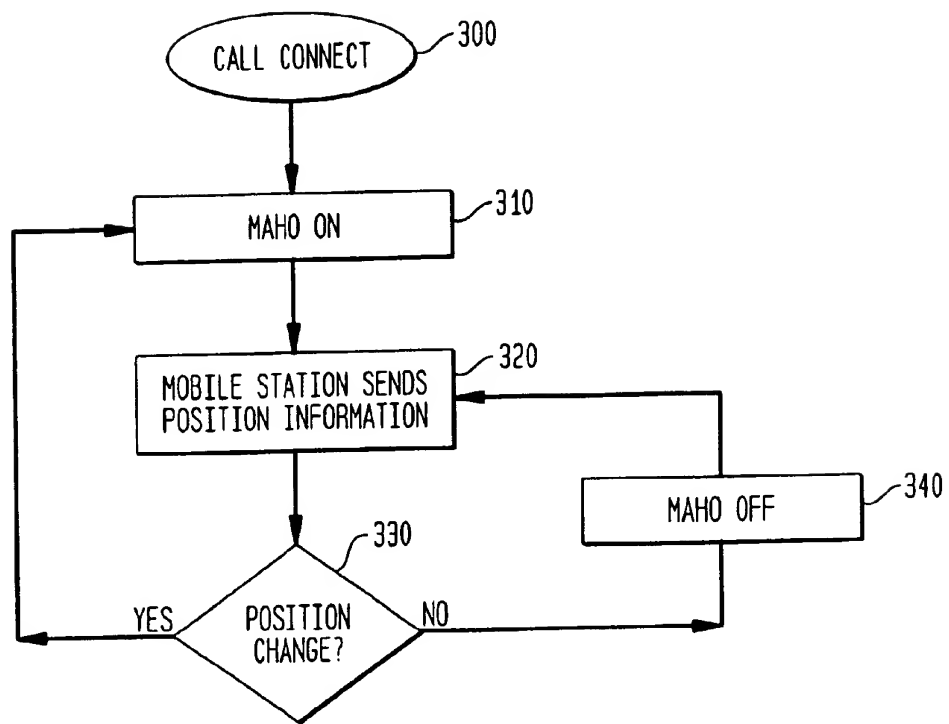 CALL CONNECT
300
MAHO ON
310
MOBILE STATION SENDS
POSITION INFORMATION
320
POSITION
CHANGE?
330
YES
NO
MAHO OFF
340